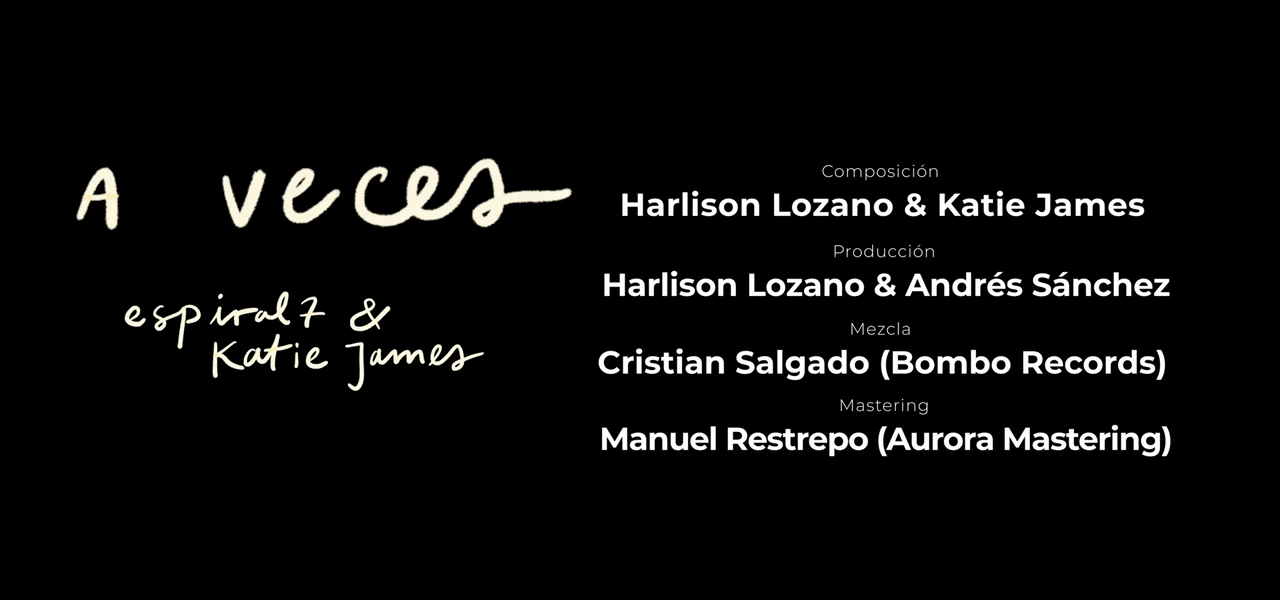 A veces
espiral7 &
Katie James
Composición
Harlison Lozano & Katie James
Producción
Harlison Lozano & Andrés Sánchez
Mezcla
Cristian Salgado (Bombo Records)
Mastering
Manuel Restrepo (Aurora Mastering)